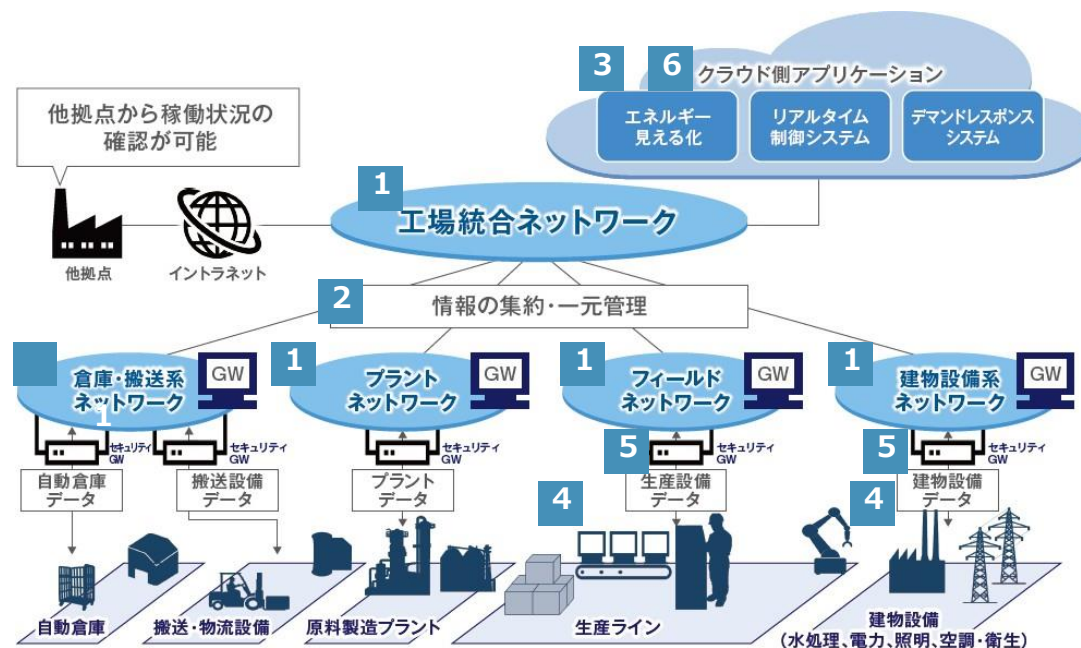 3
6
クラウド側アプリケーション
エネルギー
見える化
リアルタイム
制御システム
デマンドレスポンス
システム
他拠点から稼働状況の
確認が可能
1
工場統合ネットワーク
他拠点
イントラネット
2
情報の集約・一元管理
倉庫・搬送系
ネットワーク
1
GW
1
プラント
ネットワーク
GW
1
フィールド
ネットワーク
GW
1
建物設備系
ネットワーク
GW
セキュリティ
GW
セキュリティ
GW
セキュリティ
GW
5
セキュリティ
GW
5
セキュリティ
GW
自動倉庫
データ
搬送設備
データ
プラント
データ
4
生産設備
データ
4
建物設備
データ
自動倉庫
搬送・物流設備
原料製造プラント
生産ライン
建物設備
(水処理、電力、照明、空調・衛生)